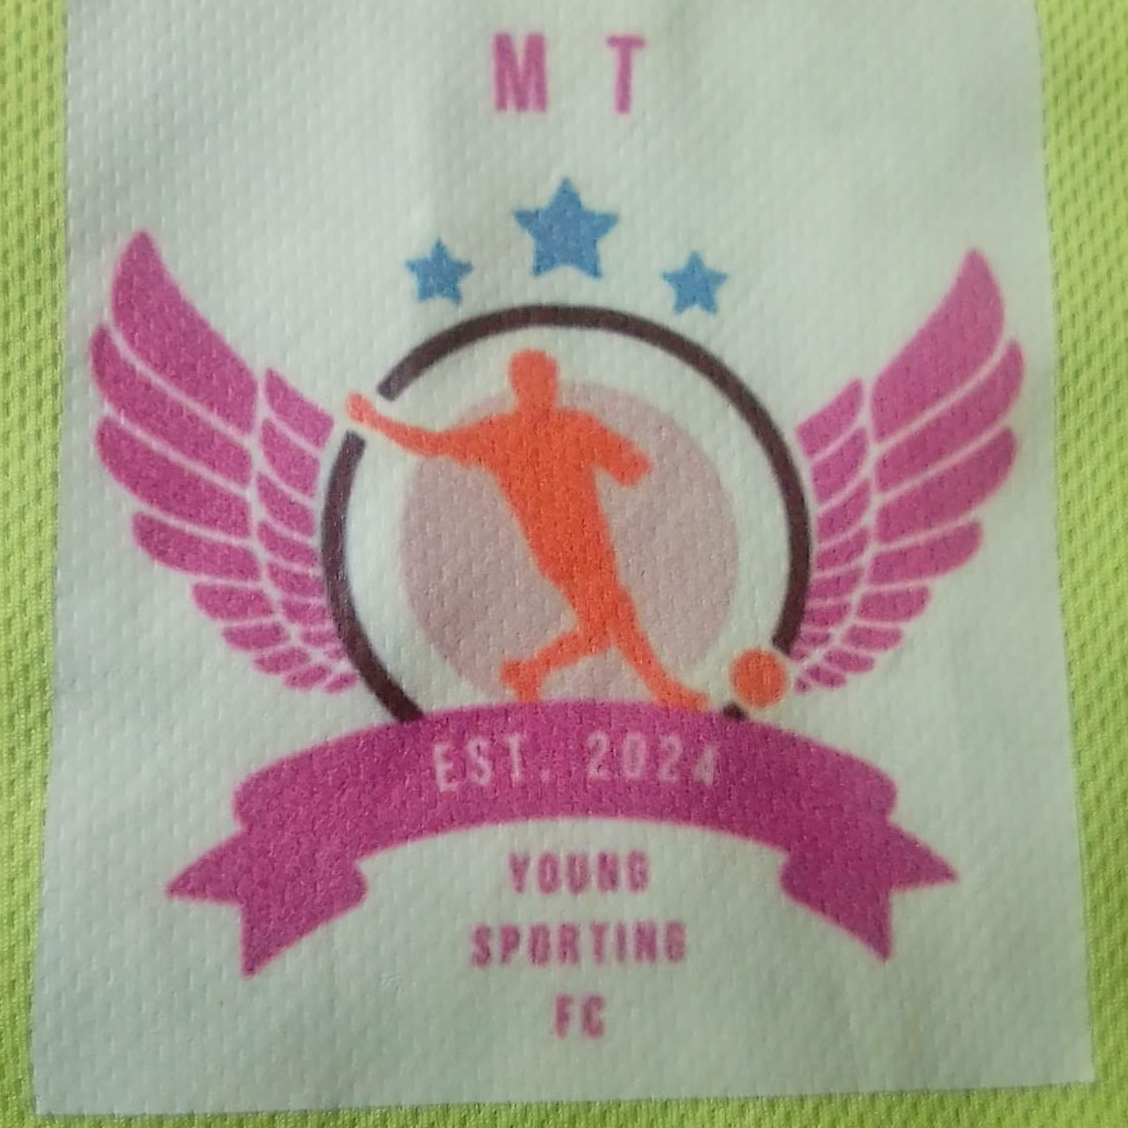 M T
EST. 2024
YOUNG
SPORTING
FC